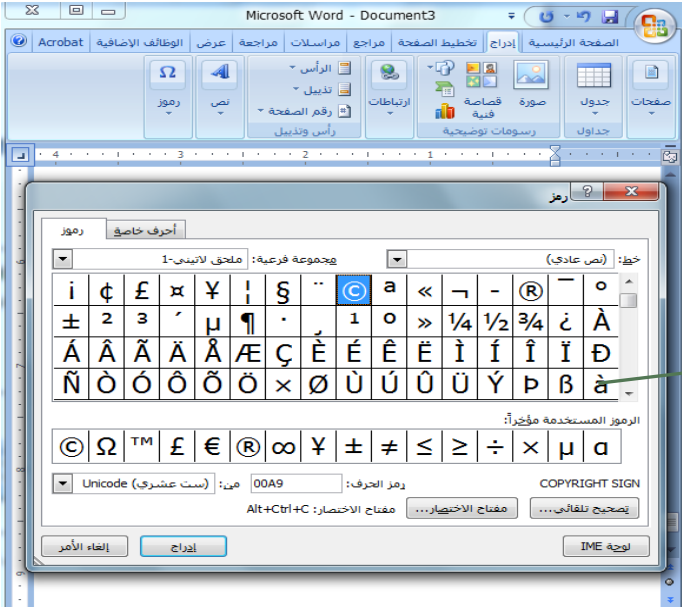 Microsoft Word - Document3
الصفحة الرئيسية إدراج تخطيط الصفحة مراجع مراسلات مراجعة عرض الوظائف الإضافية Acrobat
صفحات
جدول
جداول
صورة
قصاصة فنية
رسومات توضيحية
ارتباطات
الرأس
تذييل
رقم الصفحة
رأس وتذييل
نص
رموز
4 3 2 1
رمز
رموز أحرف خاصة
خط: (نص عادي) مجموعة فرعية: ملحق لاتيني-1
¡ ¢ £ ¤ ¥ ¦ § ¨ © ª « ¬ - ® ¯ °
± ² ³ ´ µ ¶ · ¸ ¹ º » ¼ ½ ¾ ¿ À
Á Â Ã Ä Å Æ Ç È É Ê Ë Ì Í Î Ï Ð
Ñ Ò Ó Ô Õ Ö × Ø Ù Ú Û Ü Ý Þ ß à
الرموز المستخدمة مؤخراً:
© Ω ™ £ € ® ∞ ¥ ± ≠ ≤ ≥ ÷ × µ α
COPYRIGHT SIGN رمز الحرف: 00A9 من: Unicode (ست عشري)
تصحيح تلقائي... مفتاح الاختصار... مفتاح الاختصار: Alt+Ctrl+C
لوحة IME إدراج إلغاء الأمر